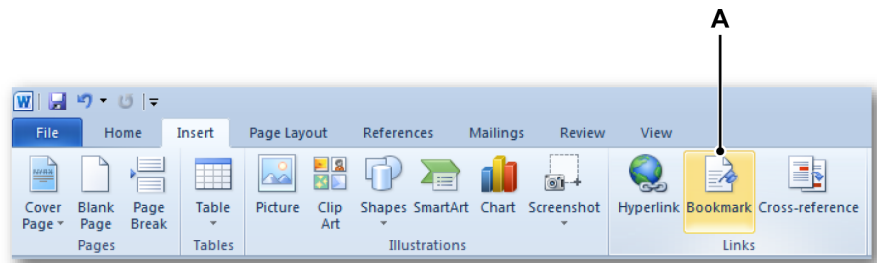 A
W
File Home Insert Page Layout References Mailings Review View
Cover Page Blank Page Page Break Table Picture Clip Art Shapes SmartArt Chart Screenshot Hyperlink Bookmark Cross-reference
Pages Tables Illustrations Links